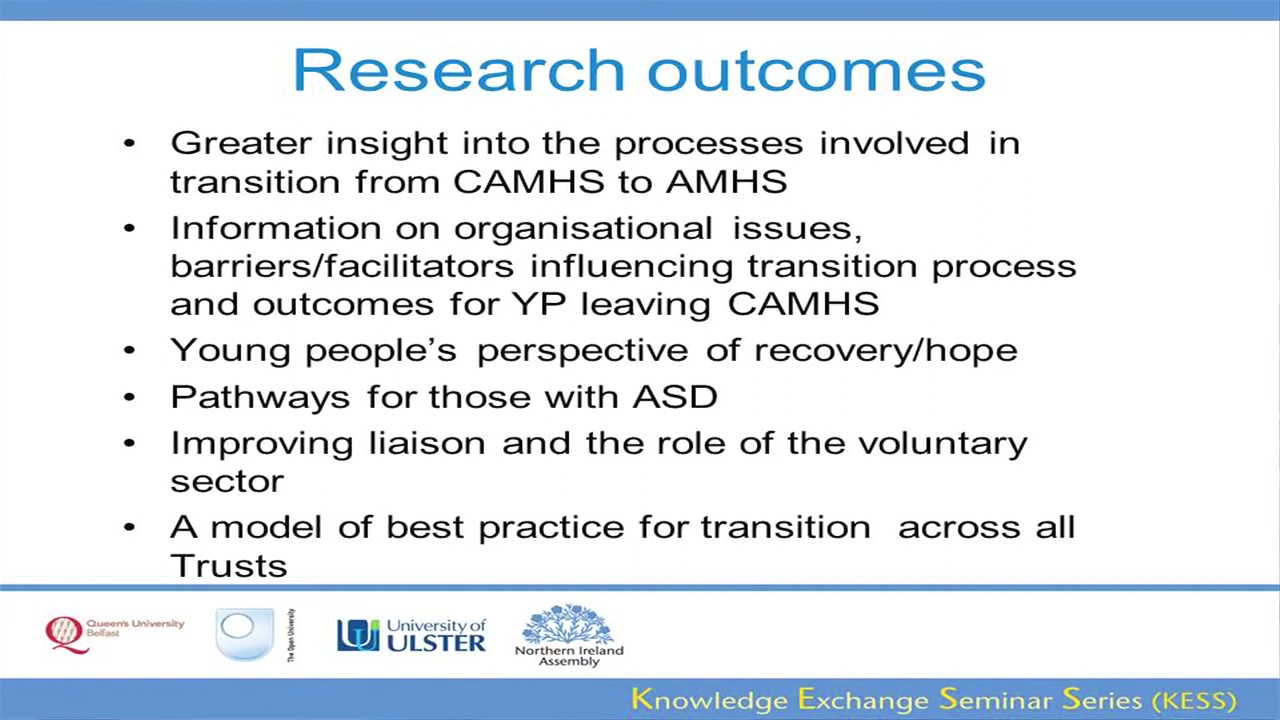 Research outcomes
• Greater insight into the processes involved in
transition from CAMHS to AMHS
• Information on organisational issues,
barriers/facilitators influencing transition process
and outcomes for YP leaving CAMHS
• Young people's perspective of recovery/hope
• Pathways for those with ASD
• Improving liaison and the role of the voluntary
sector
• A model of best practice for transition across all
Trusts
Queen's University
Belfast
The Open University
University of
ULSTER
Northern Ireland
Assembly
Knowledge Exchange Seminar Series (KESS)